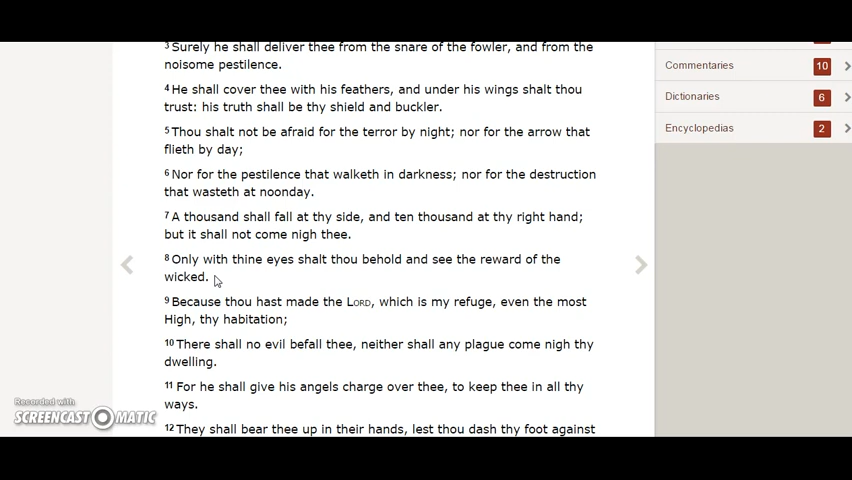 3 Surely he shall deliver thee from the snare of the fowler, and from the
noisome pestilence.
4 He shall cover thee with his feathers, and under his wings shalt thou
trust: his truth shall be thy shield and buckler.
5 Thou shalt not be afraid for the terror by night; nor for the arrow that
flieth by day;
6 Nor for the pestilence that walketh in darkness; nor for the destruction
that wasteth at noonday.
7 A thousand shall fall at thy side, and ten thousand at thy right hand;
but it shall not come nigh thee.
8 Only with thine eyes shalt thou behold and see the reward of the
wicked.
9 Because thou hast made the LORD, which is my refuge, even the most
High, thy habitation;
10 There shall no evil befall thee, neither shall any plague come nigh thy
dwelling.
11 For he shall give his angels charge over thee, to keep thee in all thy
ways.
12 They shall bear thee up in their hands, lest thou dash thy foot against
Commentaries 10
Dictionaries 6
Encyclopedias 2
Recorded with
SCREENCAST MATIC